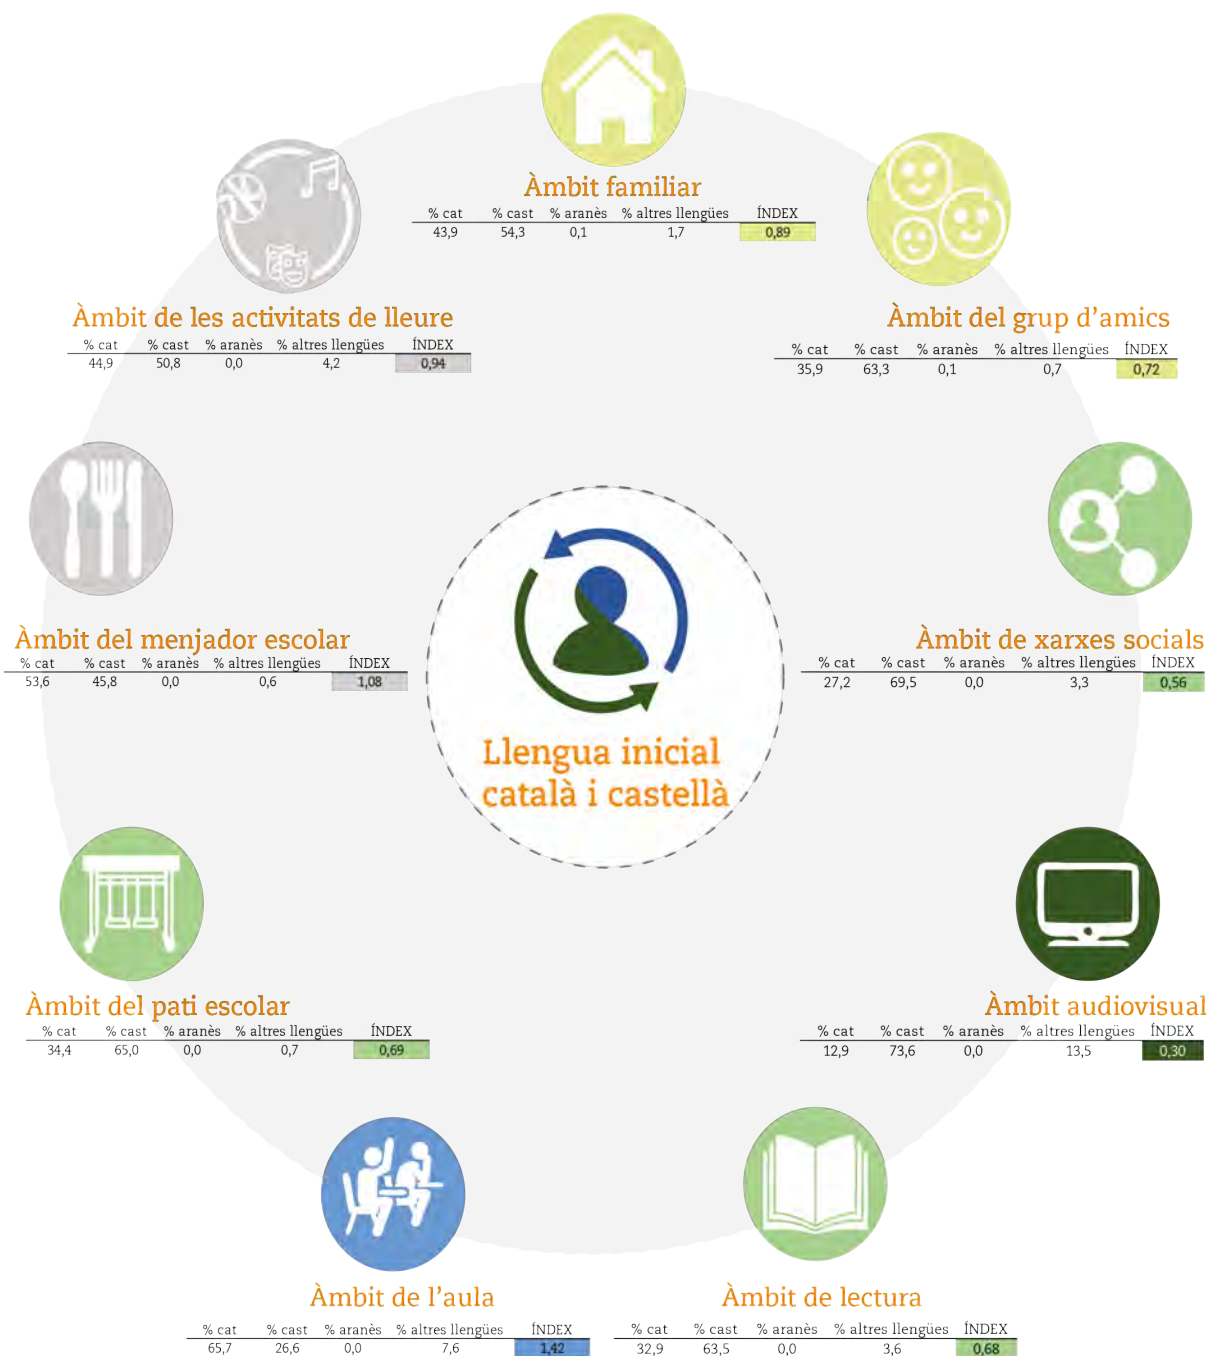 Àmbit familiar
% cat % cast % aranès % altres llengües ÍNDEX
43,9 54,3 0,1 1,7 0,89
Àmbit de les activitats de lleure
% cat % cast % aranès % altres llengües ÍNDEX
44,9 50,8 0,0 4,2 0,94
Àmbit del grup d'amics
% cat % cast % aranès % altres llengües ÍNDEX
35,9 63,3 0,1 0,7 0,72
Àmbit del menjador escolar
% cat % cast % aranès % altres llengües ÍNDEX
53,6 45,8 0,0 0,6 1,08
Àmbit de xarxes socials
% cat % cast % aranès % altres llengües ÍNDEX
27,2 69,5 0,0 3,3 0,56
Llengua inicial
català i castellà
Àmbit del pati escolar
% cat % cast % aranès % altres llengües ÍNDEX
34,4 65,0 0,0 0,7 0,69
Àmbit audiovisual
% cat % cast % aranès % altres llengües ÍNDEX
12,9 73,6 0,0 13,5 0,30
Àmbit de l'aula
% cat % cast % aranès % altres llengües ÍNDEX
65,7 26,6 0,0 7,6 1,42
Àmbit de lectura
% cat % cast % aranès % altres llengües ÍNDEX
32,9 63,5 0,0 3,6 0,68